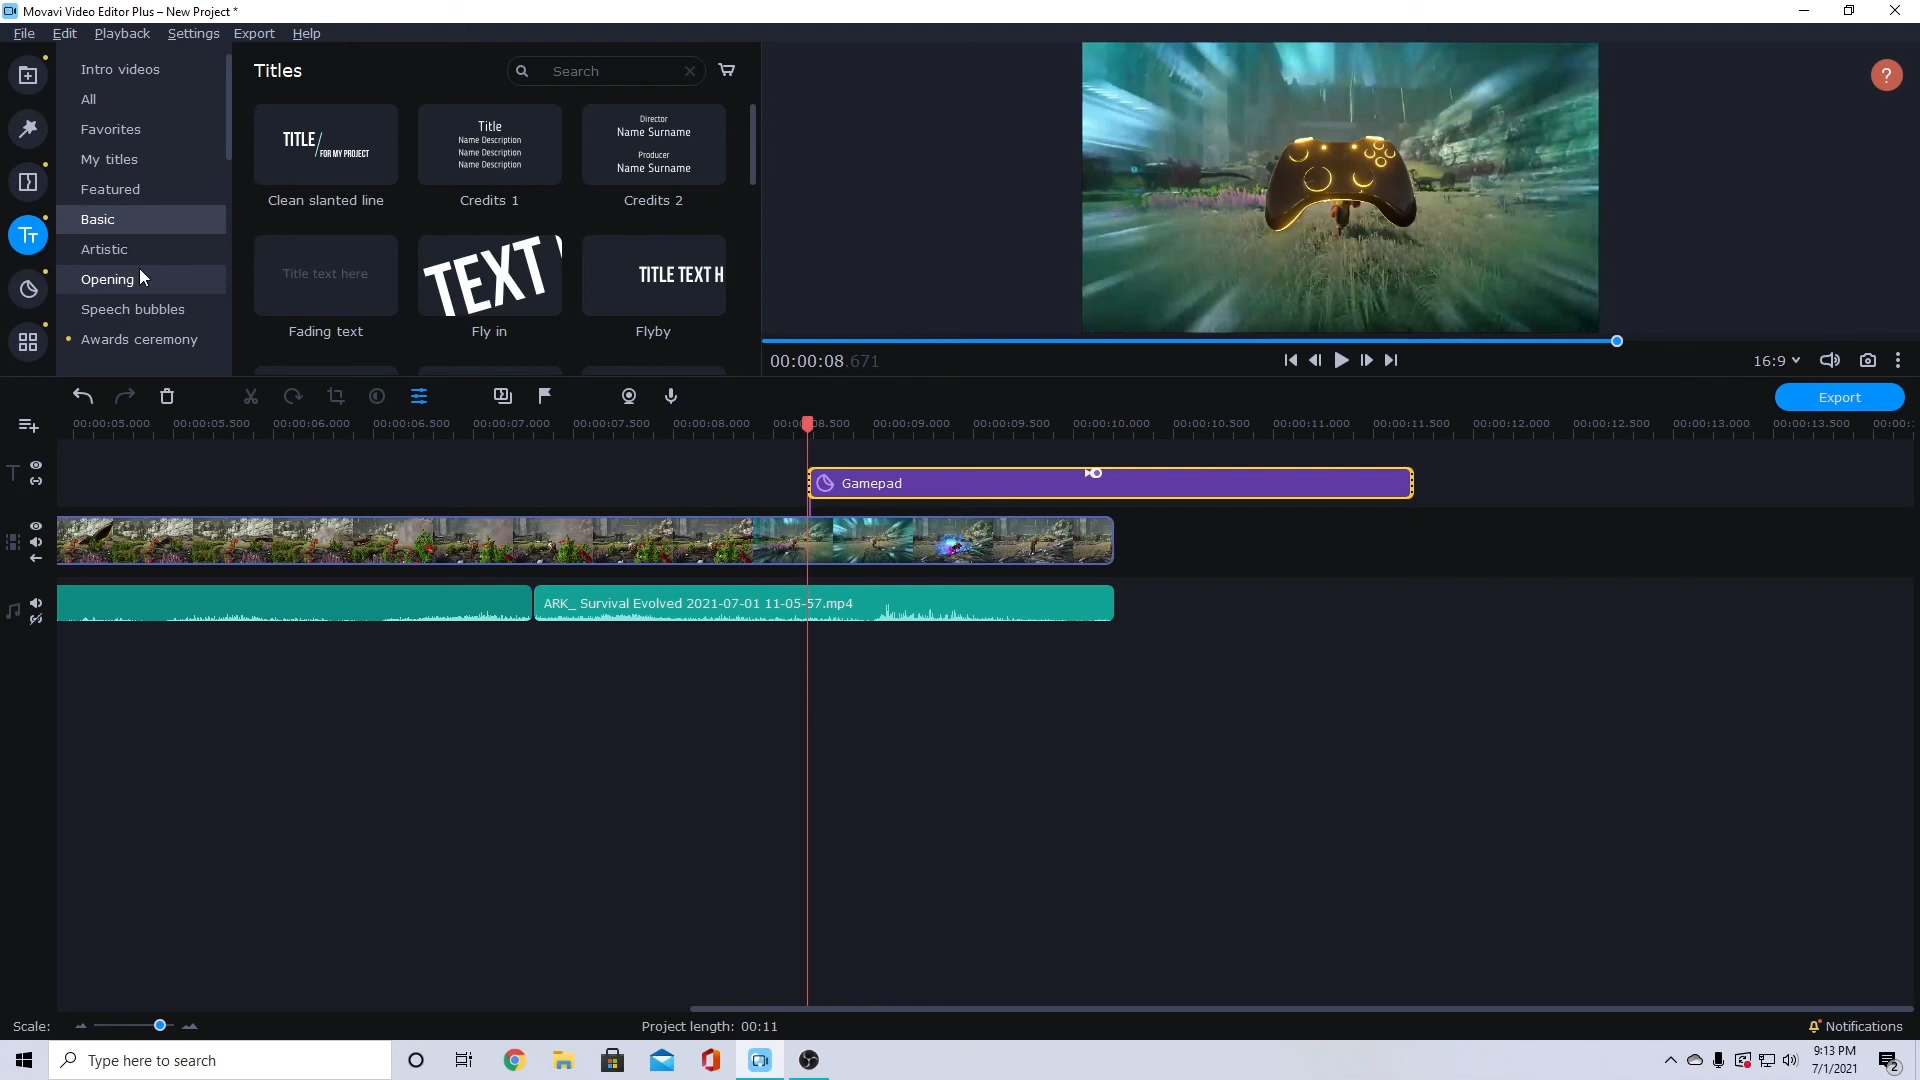 Movavi Video Editor Plus – New Project *
File Edit Playback Settings Export Help
Intro videos
All
Favorites
My titles
Featured
Basic
Artistic
Opening
Speech bubbles
Awards ceremony
Titles
Search
TITLE / FOR MY PROJECT
Clean slanted line
Title
Name Description
Name Description
Name Description
Credits 1
Director
Name Surname
Producer
Name Surname
Credits 2
Title text here
Fading text
TEXT
Fly in
TITLE TEXT H
Flyby
?
00:00:08.671
16:9
Export
00:00:05.000 00:00:05.500 00:00:06.000 00:00:06.500 00:00:07.000 00:00:07.500 00:00:08.000 00:00:08.500 00:00:09.000 00:00:09.500 00:00:10.000 00:00:10.500 00:00:11.000 00:00:11.500 00:00:12.000 00:00:12.500 00:00:13.000 00:00:13.500 00:00:
Gamepad
ARK_ Survival Evolved 2021-07-01 11-05-57.mp4
Scale:
Project length: 00:11
Notifications
Type here to search
9:13 PM
7/1/2021
2